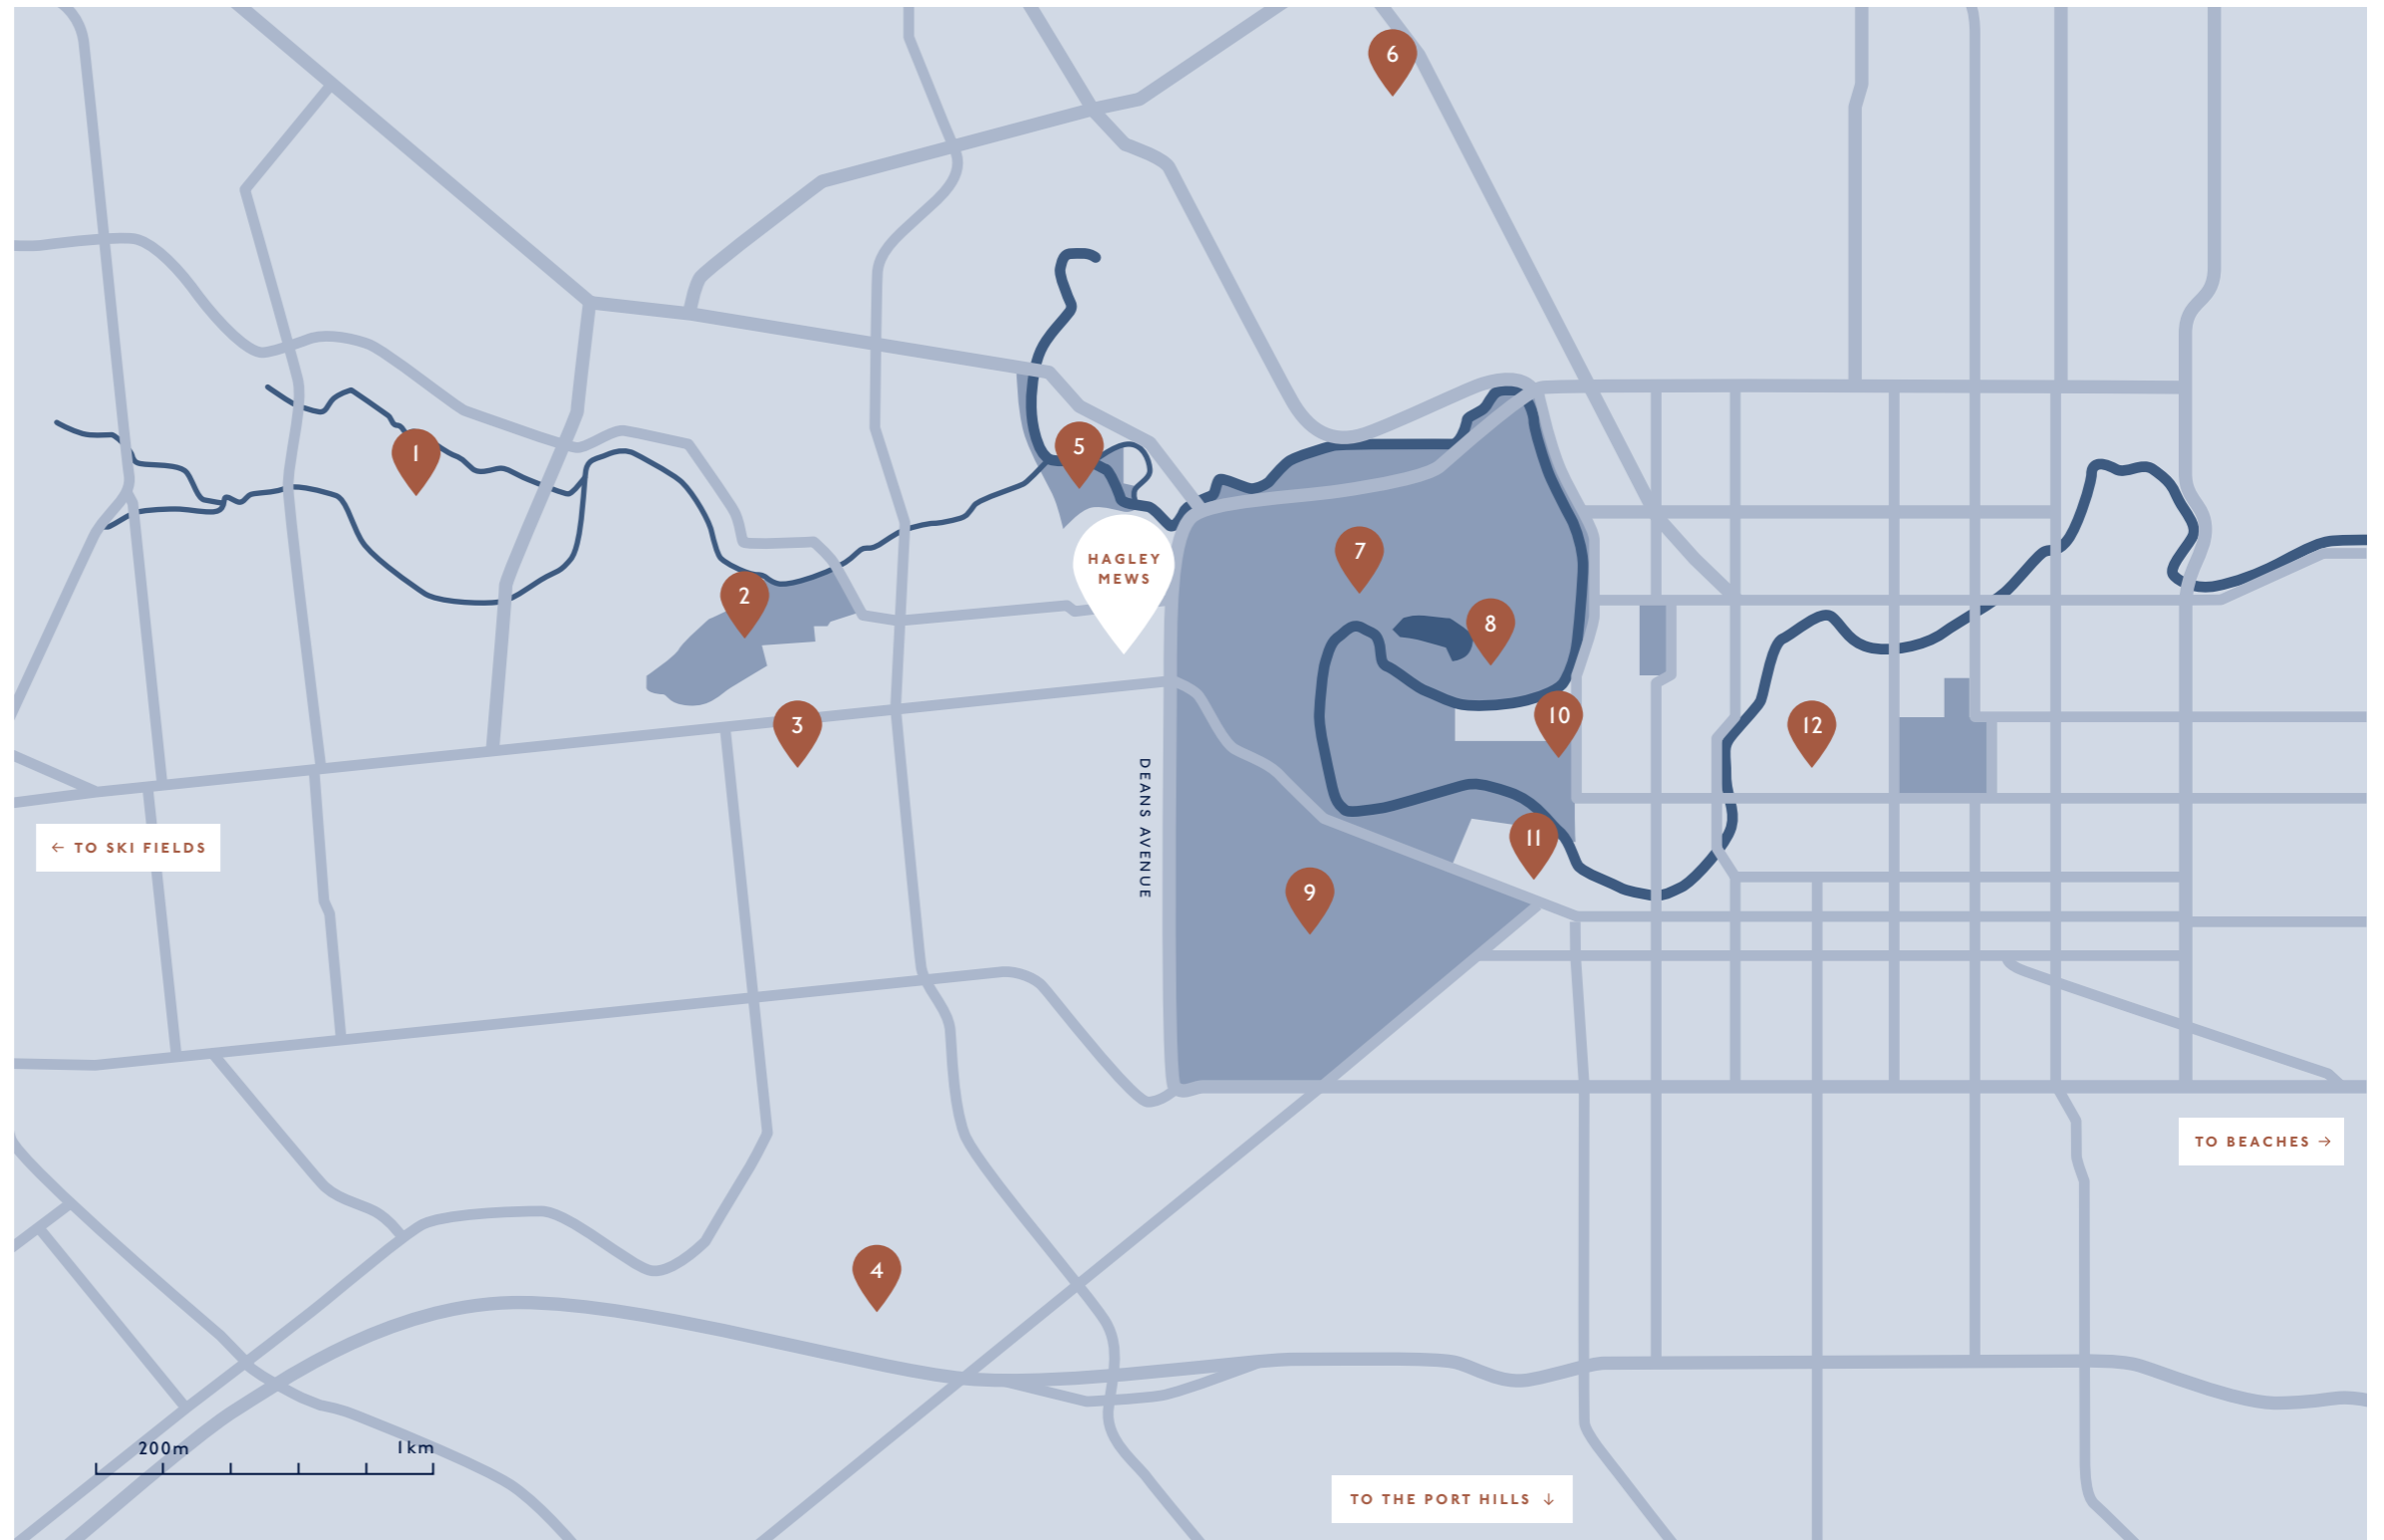 6
1
5
HAGLEY
MEWS
7
2
8
3
10
12
DEANS AVENUE
11
← TO SKI FIELDS
9
TO BEACHES →
4
200m
1km
TO THE PORT HILLS ↓